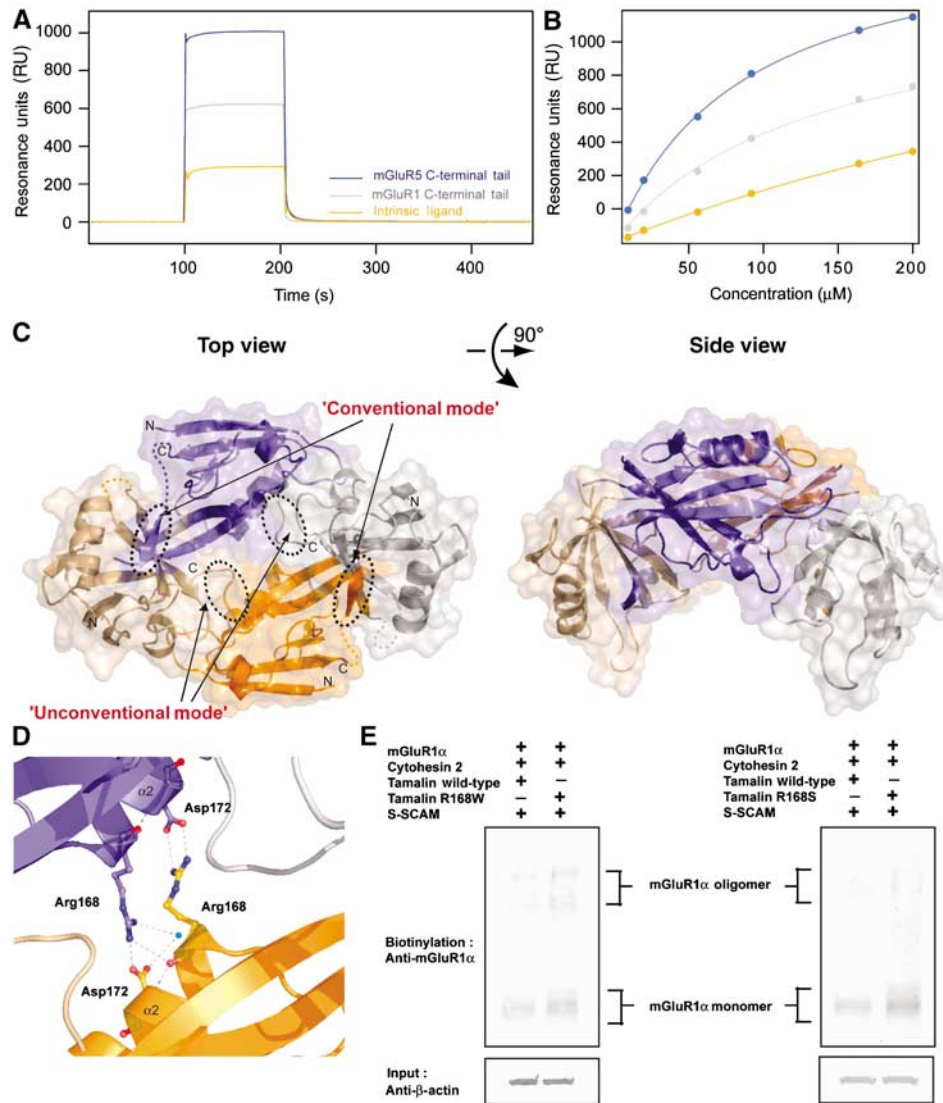 A
Resonance units (RU)
1000
800
600
400
200
0
100
200
300
400
Time (s)
mGluR5 C-terminal tail
mGluR1 C-terminal tail
Intrinsic ligand
B
Resonance units (RU)
1000
800
600
400
200
0
50
100
150
200
Concentration (μM)
C
Top view
90°
Side view
'Conventional mode'
N
C
N
C
C
N
C
N
'Unconventional mode'
D
α2
Asp172
Arg168
Arg168
Asp172
α2
E
mGluR1α + +
Cytohesin 2 + +
Tamalin wild-type + −
Tamalin R168W − +
S-SCAM + +
mGluR1α + +
Cytohesin 2 + +
Tamalin wild-type + −
Tamalin R168S − +
S-SCAM + +
mGluR1α oligomer
Biotinylation :
Anti-mGluR1α
mGluR1α monomer
Input :
Anti-β-actin